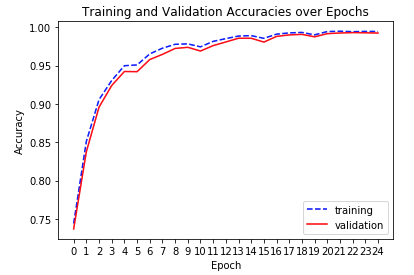 Training and Validation Accuracies over Epochs
1.00
0.95
0.90
0.85
0.80
0.75
Accuracy
training
validation
0 1 2 3 4 5 6 7 8 9 10 11 12 13 14 15 16 17 18 19 20 21 22 23 24
Epoch